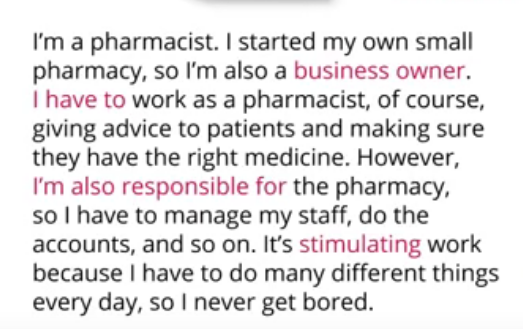 I'm a pharmacist. I started my own small
pharmacy, so I'm also a business owner.
I have to work as a pharmacist, of course,
giving advice to patients and making sure
they have the right medicine. However,
I'm also responsible for the pharmacy,
so I have to manage my staff, do the
accounts, and so on. It's stimulating work
because I have to do many different things
every day, so I never get bored.